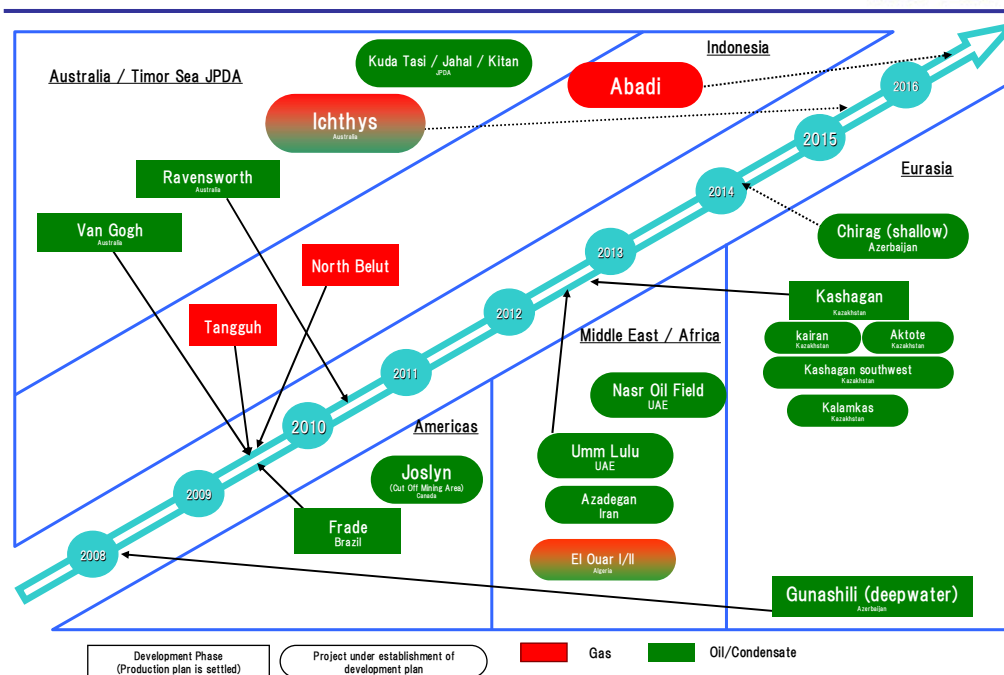 Indonesia
Kuda Tasi / Jahal / Kitan
JPDA
Australia / Timor Sea JPDA
Abadi
2016
Ichthys
Australia
2015
Eurasia
Ravensworth
Australia
2014
Van Gogh
Australia
Chirag (shallow)
Azerbaijan
2013
North Belut
Kashagan
Kazakhstan
Tangguh
2012
Middle East / Africa
kairan
Kazakhstan
Aktote
Kazakhstan
2011
Kashagan southwest
Kazakhstan
Nasr Oil Field
UAE
Kalamkas
Kazakhstan
2010
Americas
Umm Lulu
UAE
Joslyn
(Cut Off Mining Area)
Canada
2009
Azadegan
Iran
Frade
Brazil
2008
El Ouar I/II
Algeria
Gunashili (deepwater)
Azerbaijan
Development Phase
(Production plan is settled)
Project under establishment of
development plan
Gas
Oil/Condensate